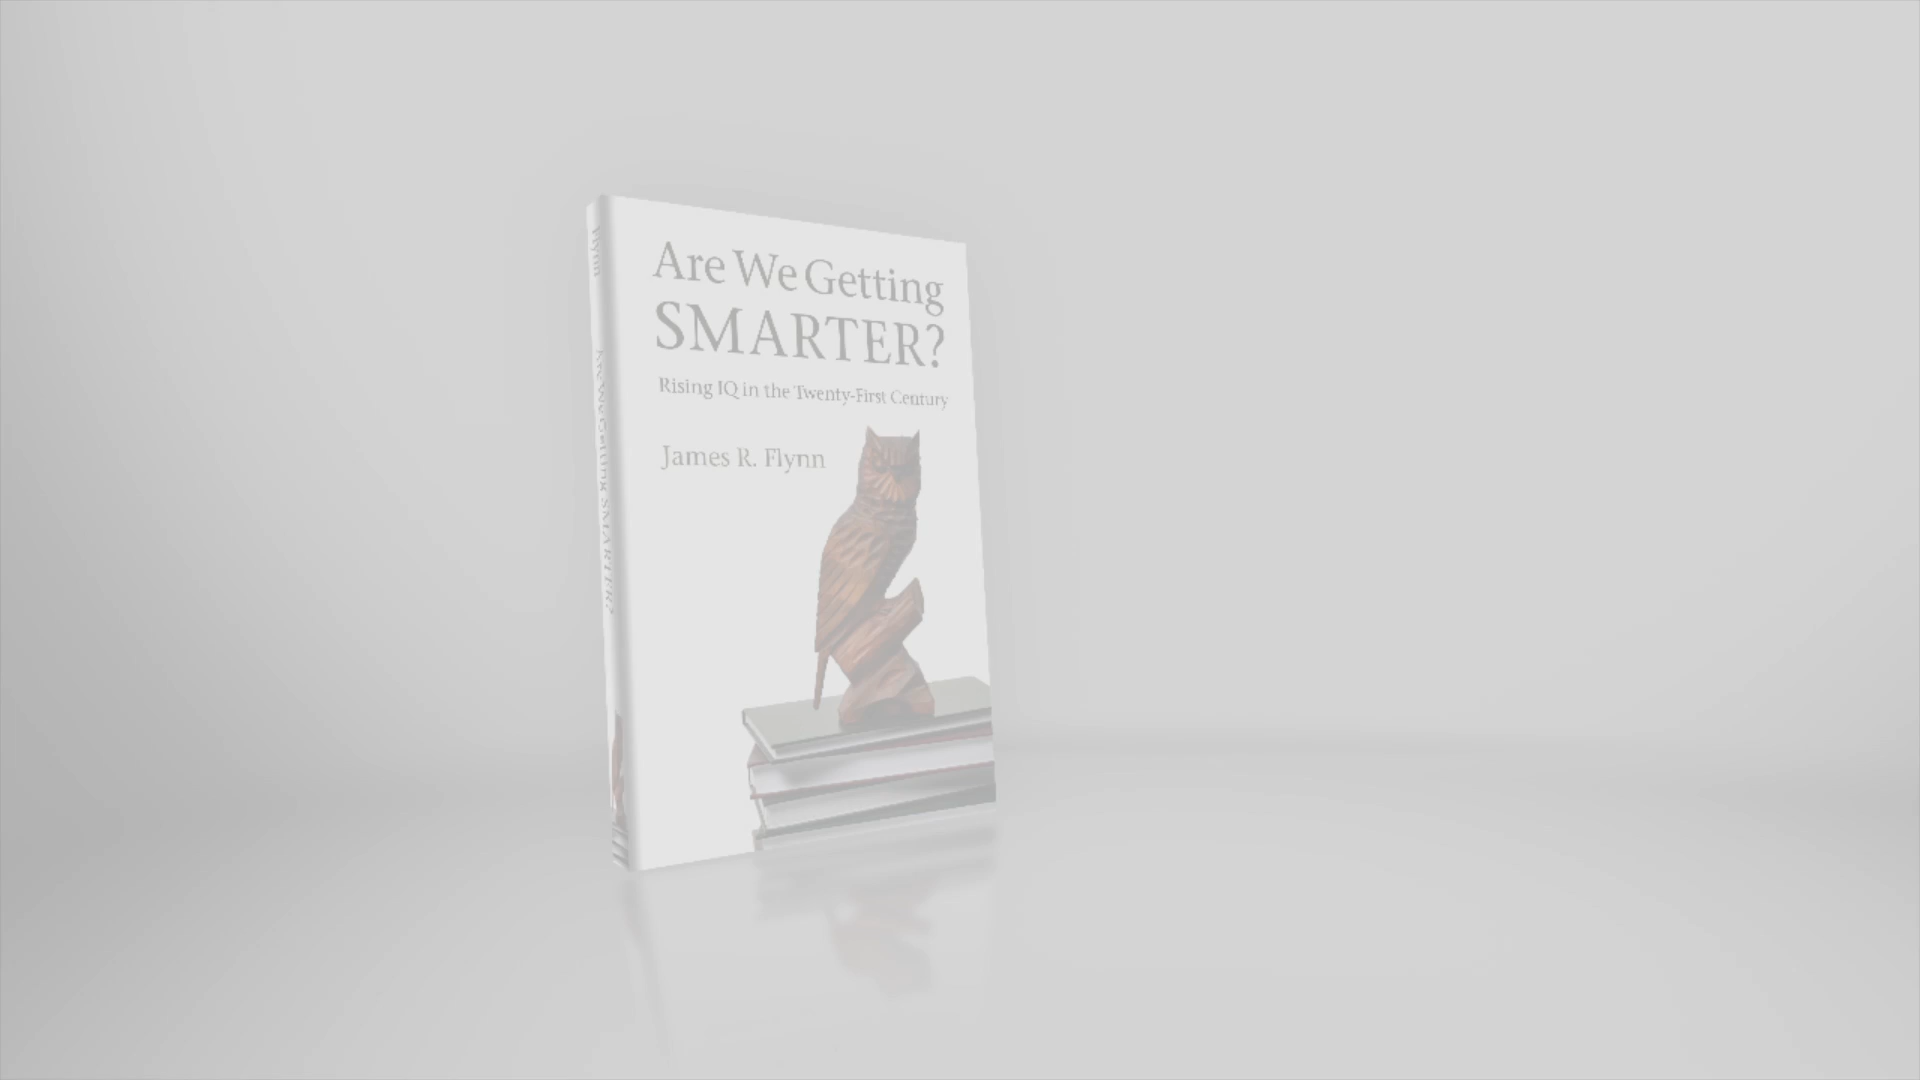 Are We Getting
SMARTER?
Rising IQ in the Twenty-First Century
James R. Flynn
Flynn
Are We Getting SMARTER?